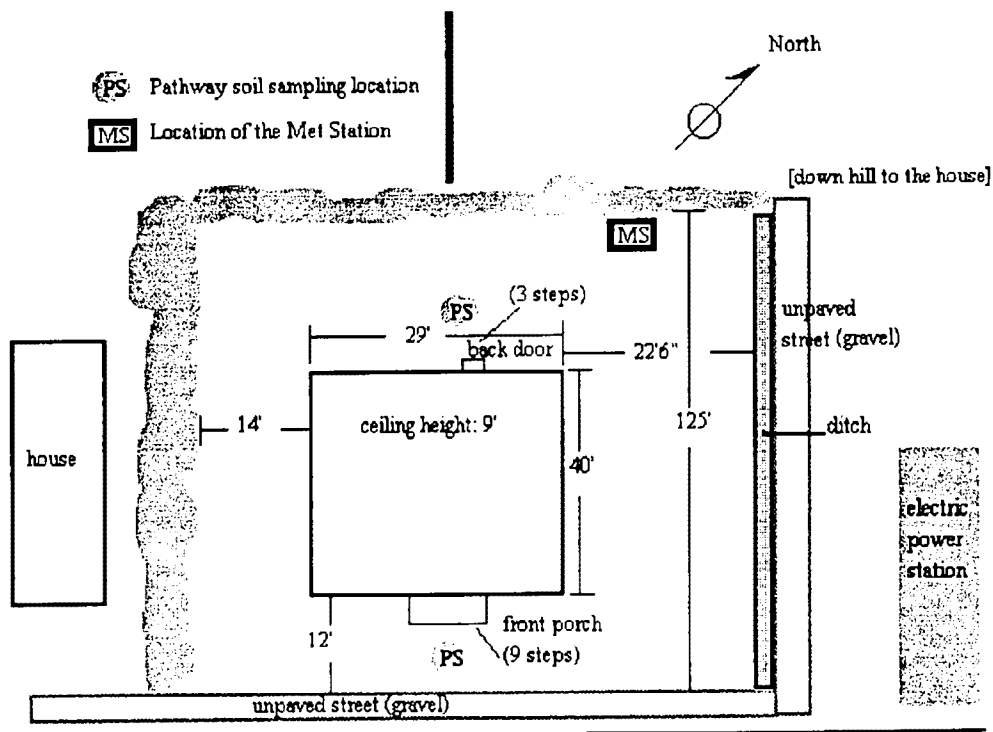 North
PS Pathway soil sampling location
MS Location of the Met Station
[down hill to the house]
MS
PS
(3 steps)
29'
back door
22'6"
unpaved
street (gravel)
14'
ceiling height: 9'
125'
ditch
house
40'
electric
power
station
12'
front porch
PS
(9 steps)
unpaved street (gravel)